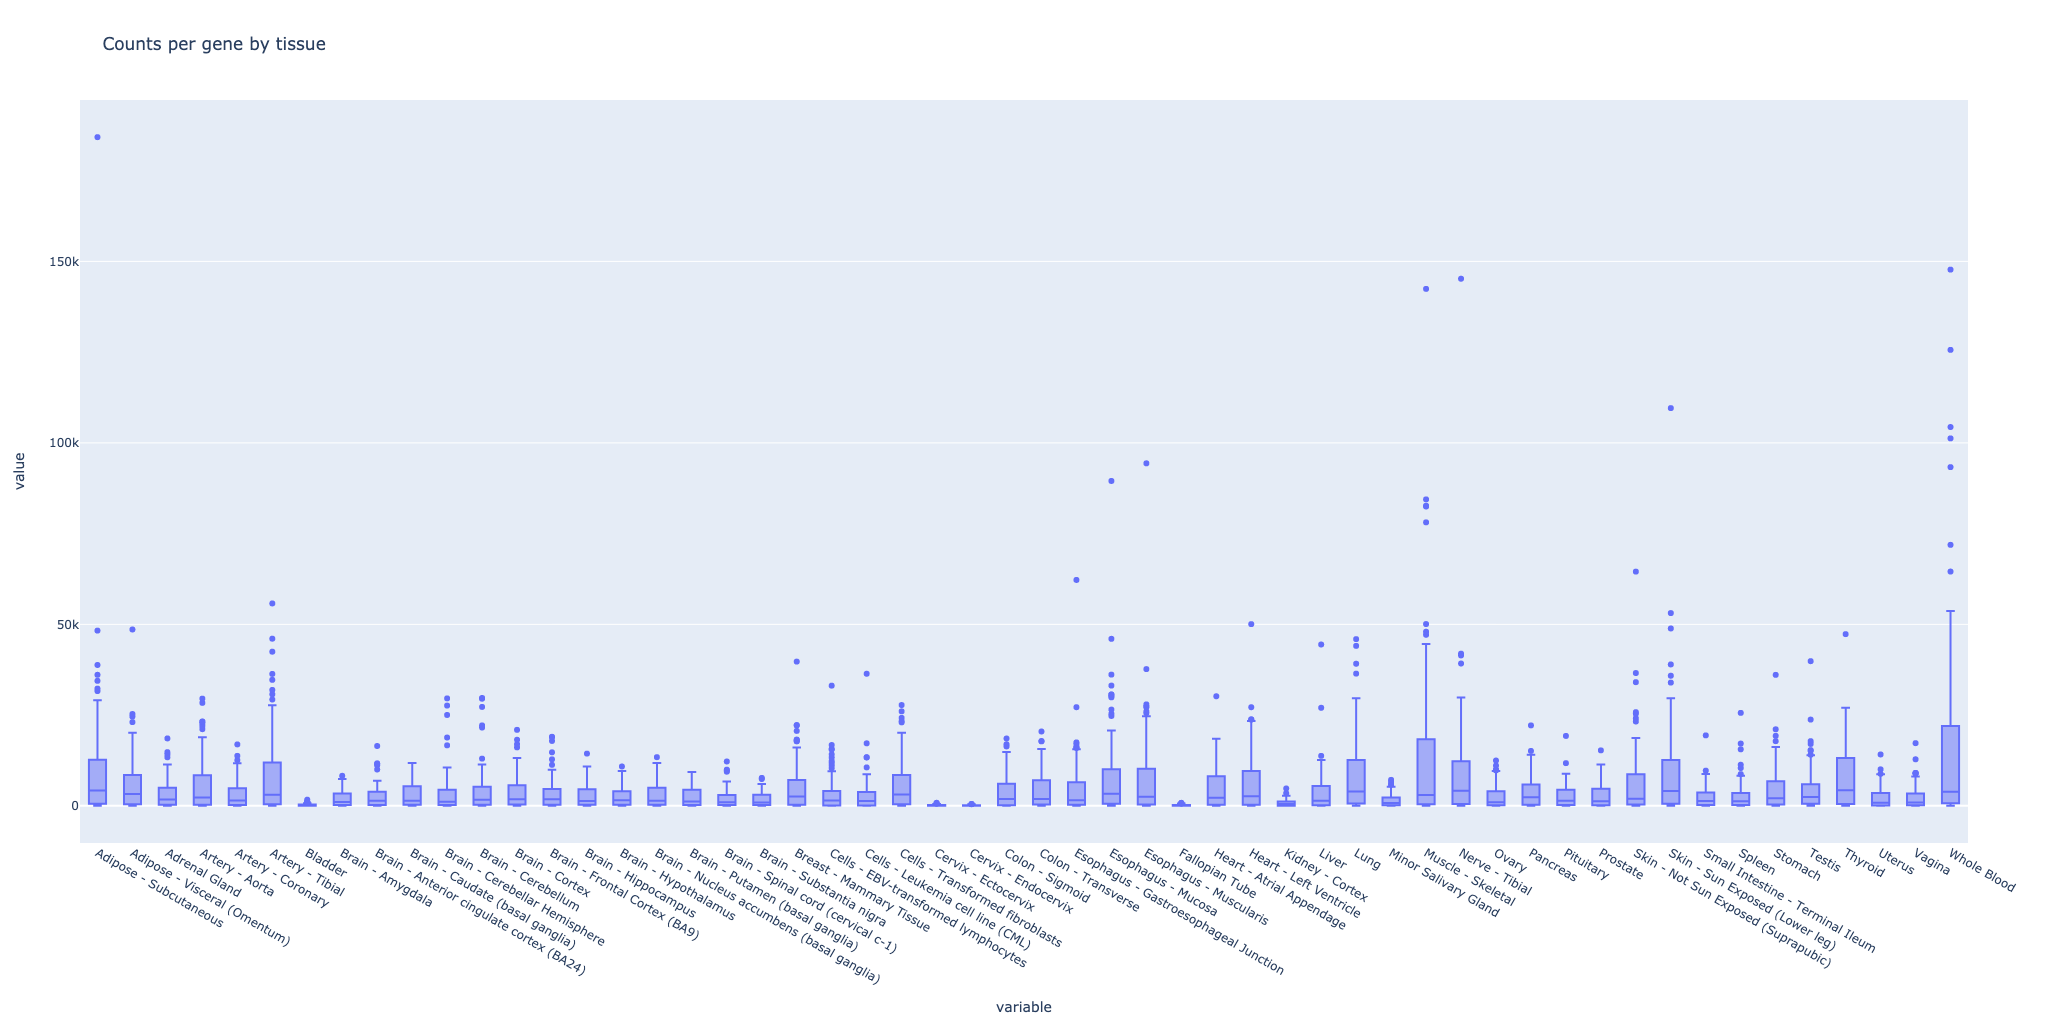 Counts per gene by tissue
150k
100k
50k
0
value
Adipose - Subcutaneous
Adipose - Visceral (Omentum)
Adrenal Gland
Artery - Aorta
Artery - Coronary
Artery - Tibial
Bladder
Brain - Amygdala
Brain - Anterior cingulate cortex (BA24)
Brain - Caudate (basal ganglia)
Brain - Cerebellar Hemisphere
Brain - Cerebellum
Brain - Cortex
Brain - Frontal Cortex (BA9)
Brain - Hippocampus
Brain - Hypothalamus
Brain - Nucleus accumbens (basal ganglia)
Brain - Putamen (basal ganglia)
Brain - Spinal cord (cervical c-1)
Brain - Substantia nigra
Breast - Mammary Tissue
Cells - EBV-transformed lymphocytes
Cells - Leukemia cell line (CML)
Cells - Transformed fibroblasts
Cervix - Ectocervix
Cervix - Endocervix
Colon - Sigmoid
Colon - Transverse
Esophagus - Gastroesophageal Junction
Esophagus - Mucosa
Esophagus - Muscularis
Fallopian Tube
Heart - Atrial Appendage
Heart - Left Ventricle
Kidney - Cortex
Liver
Lung
Minor Salivary Gland
Muscle - Skeletal
Nerve - Tibial
Ovary
Pancreas
Pituitary
Prostate
Skin - Not Sun Exposed (Suprapubic)
Skin - Sun Exposed (Lower leg)
Small Intestine - Terminal Ileum
Spleen
Stomach
Testis
Thyroid
Uterus
Vagina
Whole Blood
variable